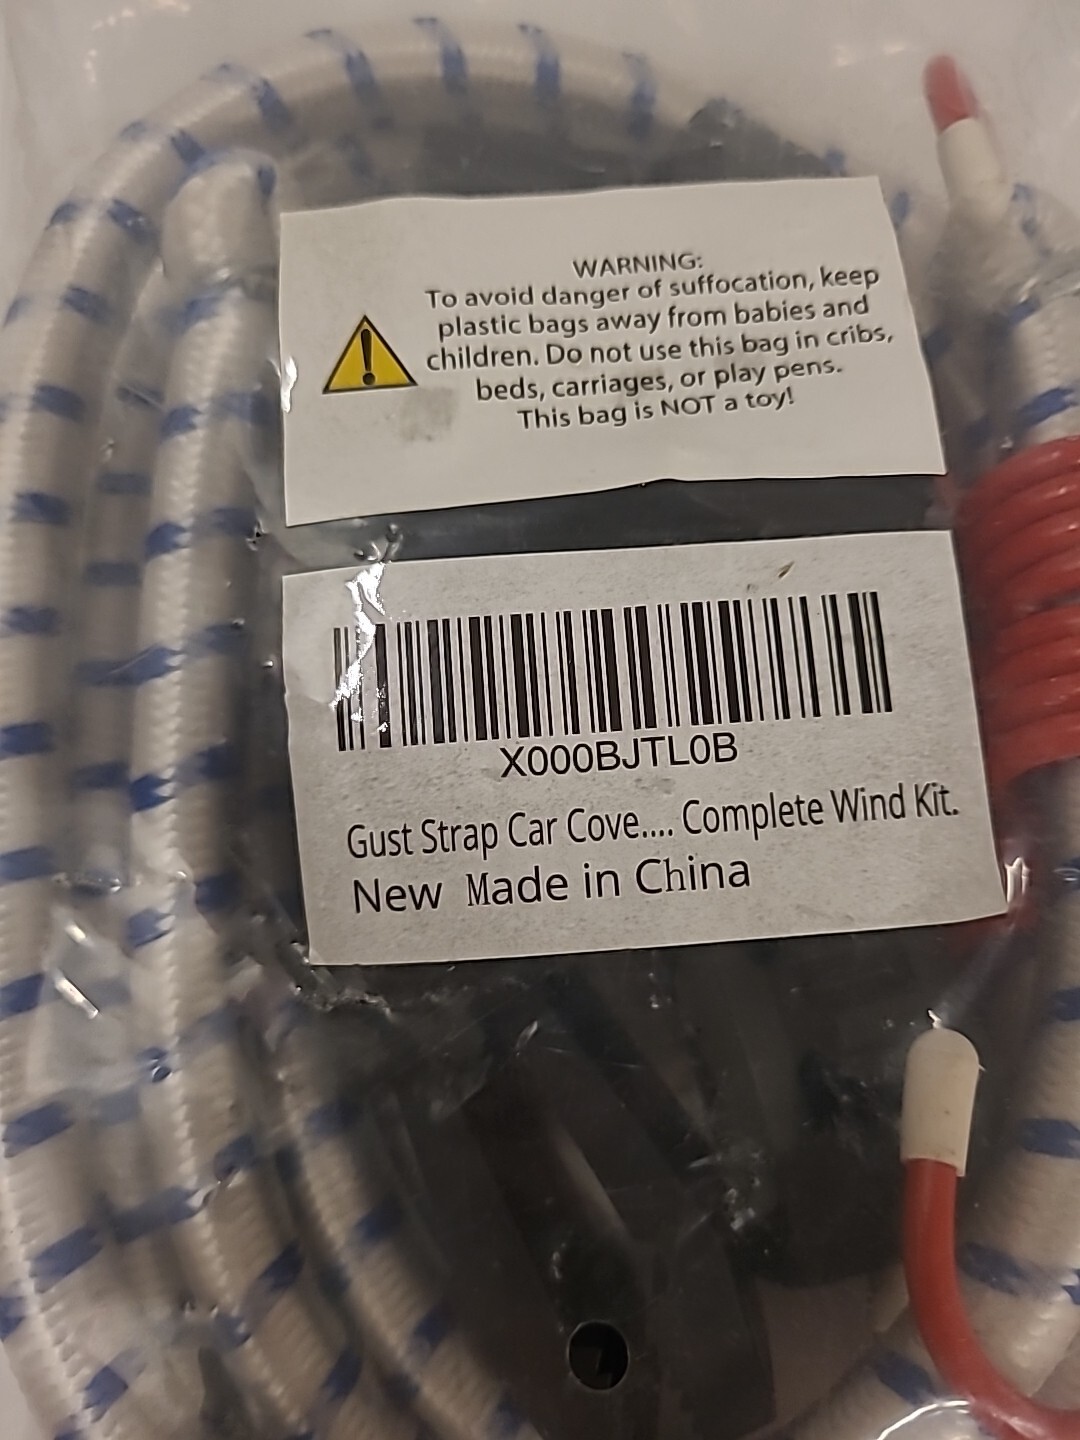 WARNING:
To avoid danger of suffocation, keep
plastic bags away from babies and
children. Do not use this bag in cribs,
beds, carriages, or play pens.
This bag is NOT a toy!
X000BJTL0B
Gust Strap Car Cove.... Complete Wind Kit.
New Made in China